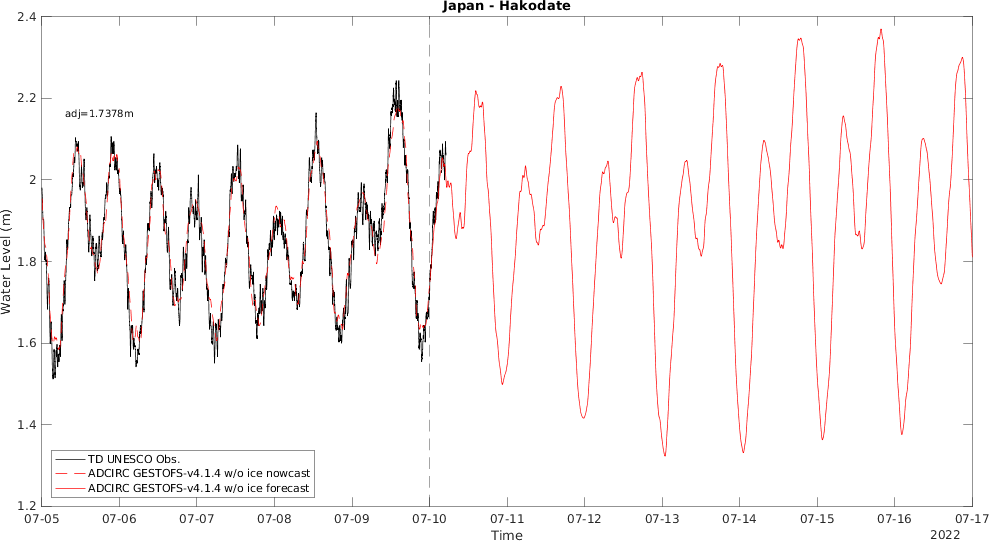 Japan - Hakodate
2.4
2.2
2
1.8
1.6
1.4
1.2
Water Level (m)
adj=1.7378m
TD UNESCO Obs.
ADCIRC GESTOFS-v4.1.4 w/o ice nowcast
ADCIRC GESTOFS-v4.1.4 w/o ice forecast
07-05 07-06 07-07 07-08 07-09 07-10 07-11 07-12 07-13 07-14 07-15 07-16 07-17
Time
2022